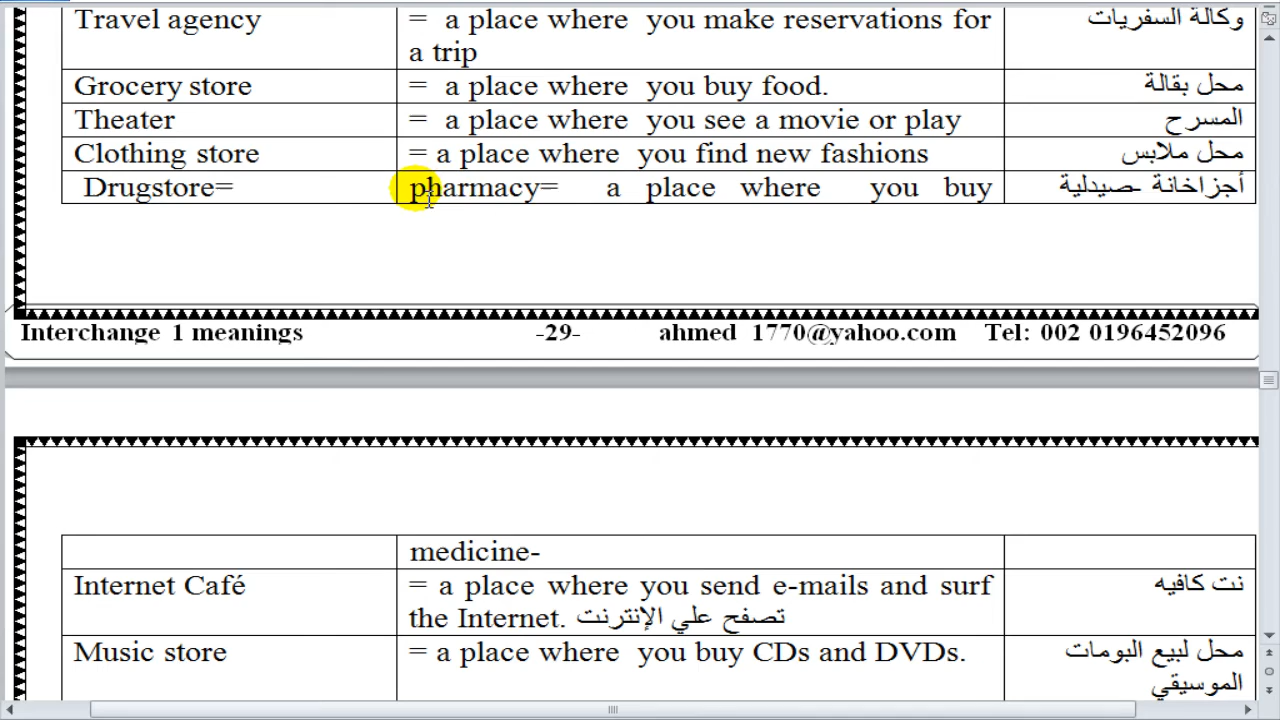 Travel agency = a place where you make reservations for وكالة السفريات
a trip
Grocery store = a place where you buy food. محل بقالة
Theater = a place where you see a movie or play المسرح
Clothing store = a place where you find new fashions محل ملابس
Drugstore= pharmacy= a place where you buy أجزاخانة -صيدلية
Interchange 1 meanings -29- ahmed 1770@yahoo.com Tel: 002 0196452096
medicine-
Internet Café = a place where you send e-mails and surf نت كافيه
the Internet. تصفح علي الإنترنت
Music store = a place where you buy CDs and DVDs. محل لبيع البومات
الموسيقي